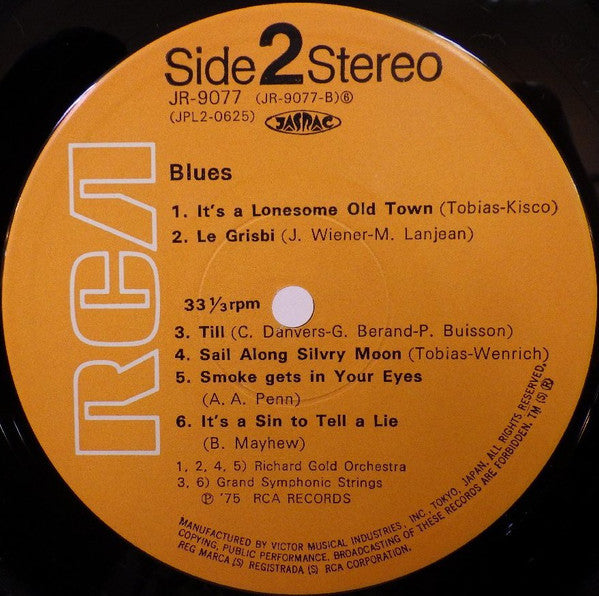 Side 2 Stereo
JR-9077 (JR-9077-B)⑥
(JPL2-0625) JASRAC
RCA
Blues
1. It's a Lonesome Old Town (Tobias-Kisco)
2. Le Grisbi (J. Wiener-M. Lanjean)
33 ⅓ rpm
3. Till (C. Danvers-G. Berand-P. Buisson)
4. Sail Along Silvry Moon (Tobias-Wenrich)
5. Smoke gets in Your Eyes
(A. A. Penn)
6. It's a Sin to Tell a Lie
(B. Mayhew)
1, 2, 4, 5) Richard Gold Orchestra
3, 6) Grand Symphonic Strings
Ⓟ '75 RCA RECORDS
MANUFACTURED BY VICTOR MUSICAL INDUSTRIES, INC., TOKYO, JAPAN. ALL RIGHTS RESERVED.
COPYING, PUBLIC PERFORMANCE, BROADCASTING OF THESE RECORDS ARE FORBIDDEN. TM (S) Ⓡ
REG MARCA (S) REGISTRADA (S) RCA CORPORATION.